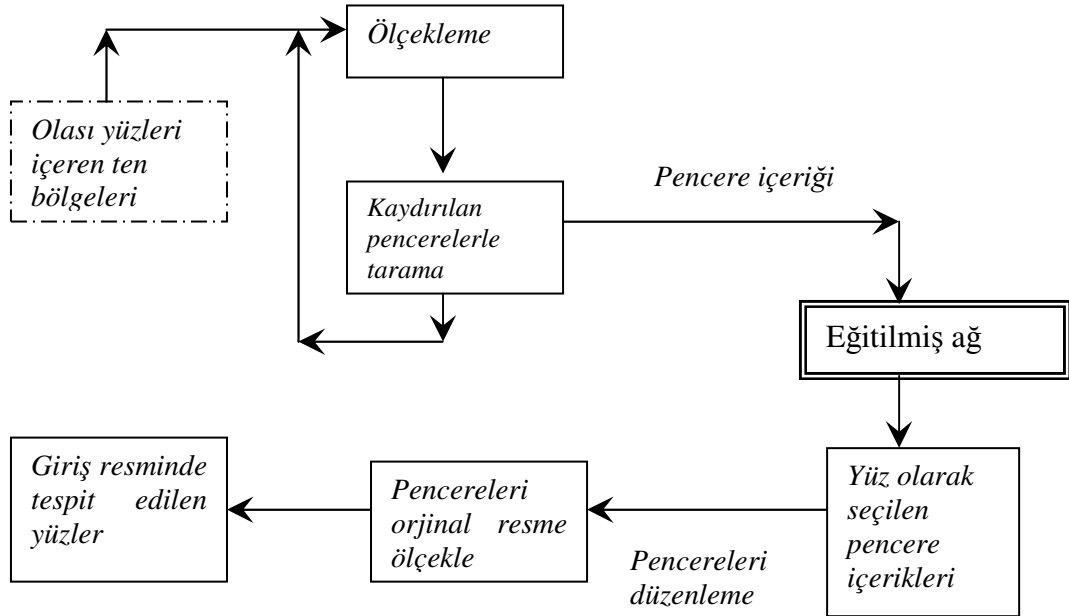 Ölçekleme
Olası yüzleri
içeren ten
bölgeleri
Kaydırılan
pencerelerle
tarama
Pencere içeriği
Eğitilmiş ağ
Yüz olarak
seçilen
pencere
içerikleri
Pencereleri
düzenleme
Pencereleri
orjinal resme
ölçekle
Giriş resminde
tespit edilen
yüzler